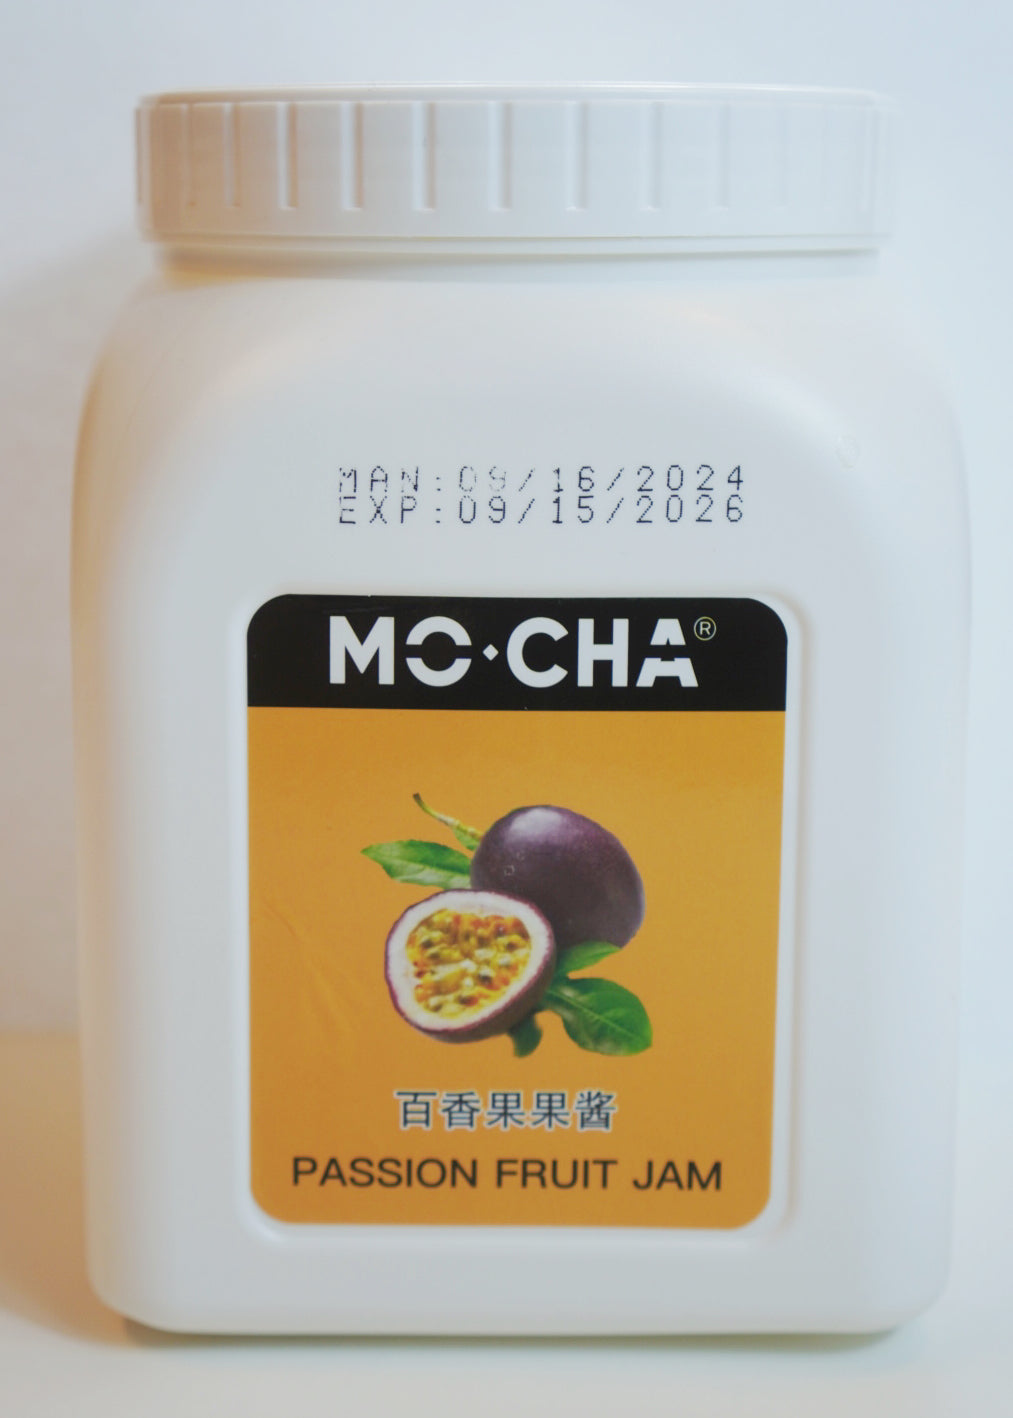 MAN:09/16/2024
EXP:09/15/2026
MO·CHA®
百香果果酱
PASSION FRUIT JAM